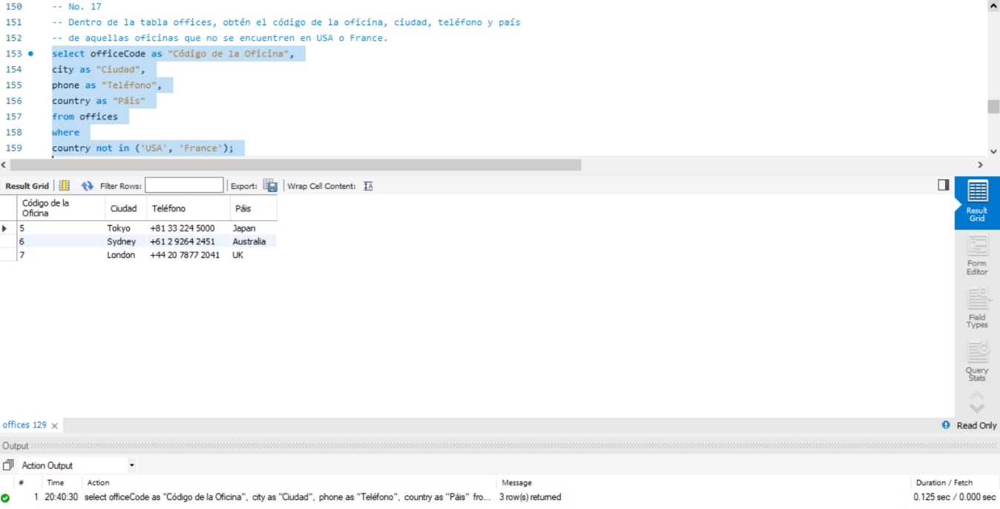 150 -- No. 17
151 -- Dentro de la tabla offices, obtén el código de la oficina, ciudad, teléfono y país
152 -- de aquellas oficinas que no se encuentren en USA o France.
153 select officeCode as "Código de la Oficina",
154 city as "Ciudad",
155 phone as "Teléfono",
156 country as "Páis"
157 from offices
158 where
159 country not in ('USA', 'France');
Result Grid Filter Rows: Export: Wrap Cell Content:
Código de la Oficina Ciudad Teléfono Páis
5 Tokyo +81 33 224 5000 Japan
6 Sydney +61 2 9264 2451 Australia
7 London +44 20 7877 2041 UK
Result Grid
Form Editor
Field Types
Query Stats
offices 129 Read Only
Output
Action Output
# Time Action Message Duration / Fetch
1 20:40:30 select officeCode as "Código de la Oficina", city as "Ciudad", phone as "Teléfono", country as "Páis" fro... 3 row(s) returned 0.125 sec / 0.000 sec